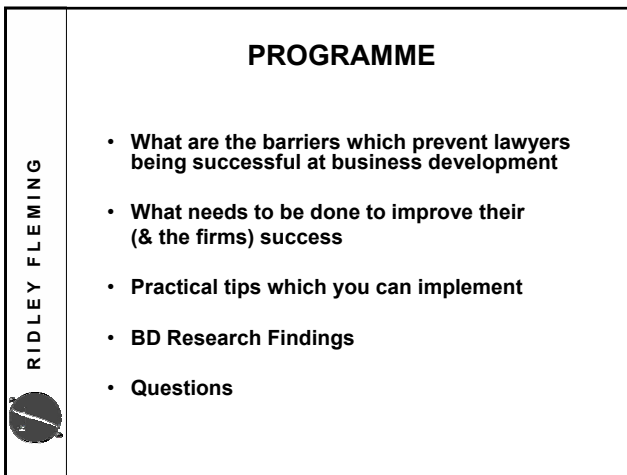 PROGRAMME
• What are the barriers which prevent lawyers
being successful at business development
• What needs to be done to improve their
(& the firms) success
• Practical tips which you can implement
• BD Research Findings
• Questions
RIDLEY FLEMING